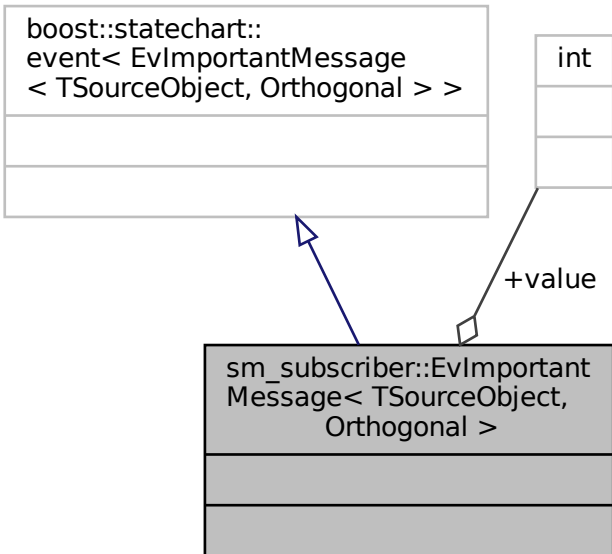 boost::statechart::
event< EvImportantMessage
< TSourceObject, Orthogonal > >
int
+value
sm_subscriber::EvImportant
Message< TSourceObject,
Orthogonal >